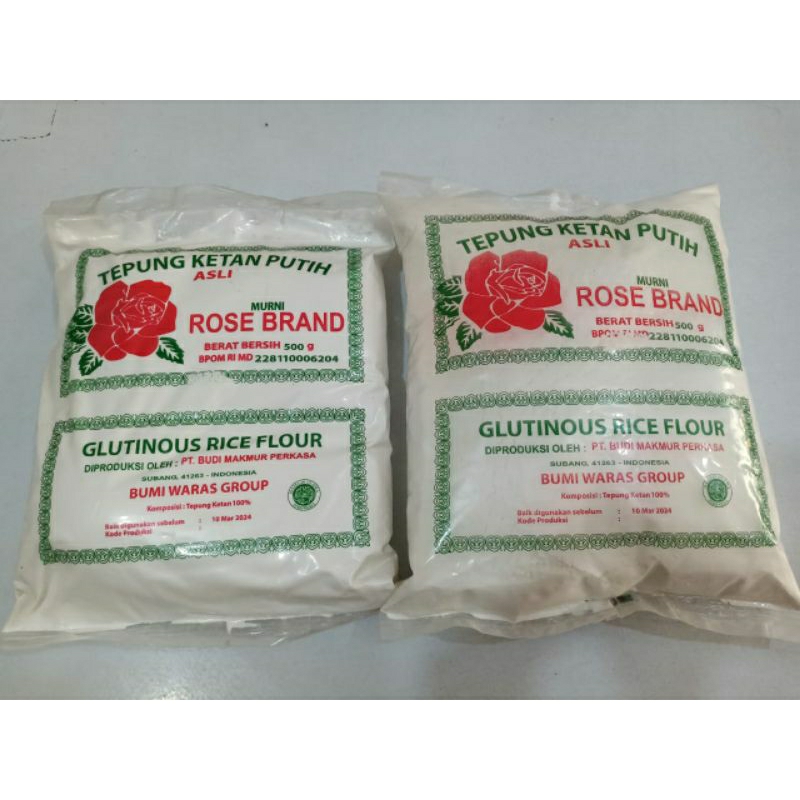 TEPUNG KETAN PUTIH
ASLI
MURNI
ROSE BRAND
BERAT BERSIH 500 g
BPOM RI MD 228110006204
GLUTINOUS RICE FLOUR
DIPRODUKSI OLEH : PT. BUDI MAKMUR PERKASA
SUBANG, 41263 - INDONESIA
BUMI WARAS GROUP
Komposisi : Tepung Ketan 100%
Baik digunakan sebelum : 10 Mar 2024
Kode Produksi :
TEPUNG KETAN PUTIH
ASLI
MURNI
ROSE BRAND
BERAT BERSIH 500 g
BPOM RI MD 228110006204
GLUTINOUS RICE FLOUR
DIPRODUKSI OLEH : PT. BUDI MAKMUR PERKASA
SUBANG, 41263 - INDONESIA
BUMI WARAS GROUP
Komposisi : Tepung Ketan 100%
Baik digunakan sebelum : 10 Mar 2024
Kode Produksi :